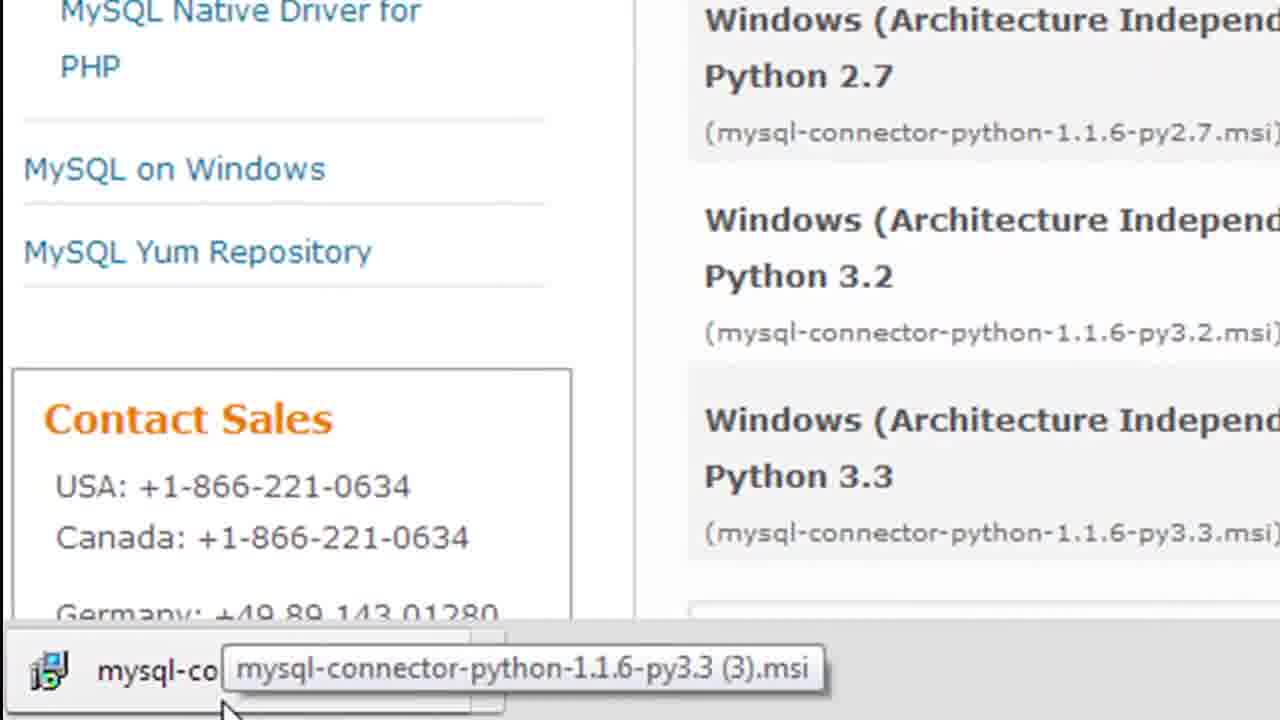 MySQL Native Driver for
PHP
MySQL on Windows
MySQL Yum Repository
Contact Sales
USA: +1-866-221-0634
Canada: +1-866-221-0634
Germany: +49 89 143 01280
Windows (Architecture Independ
Python 2.7
(mysql-connector-python-1.1.6-py2.7.msi)
Windows (Architecture Independ
Python 3.2
(mysql-connector-python-1.1.6-py3.2.msi)
Windows (Architecture Independ
Python 3.3
(mysql-connector-python-1.1.6-py3.3.msi)
mysql-co
mysql-connector-python-1.1.6-py3.3 (3).msi